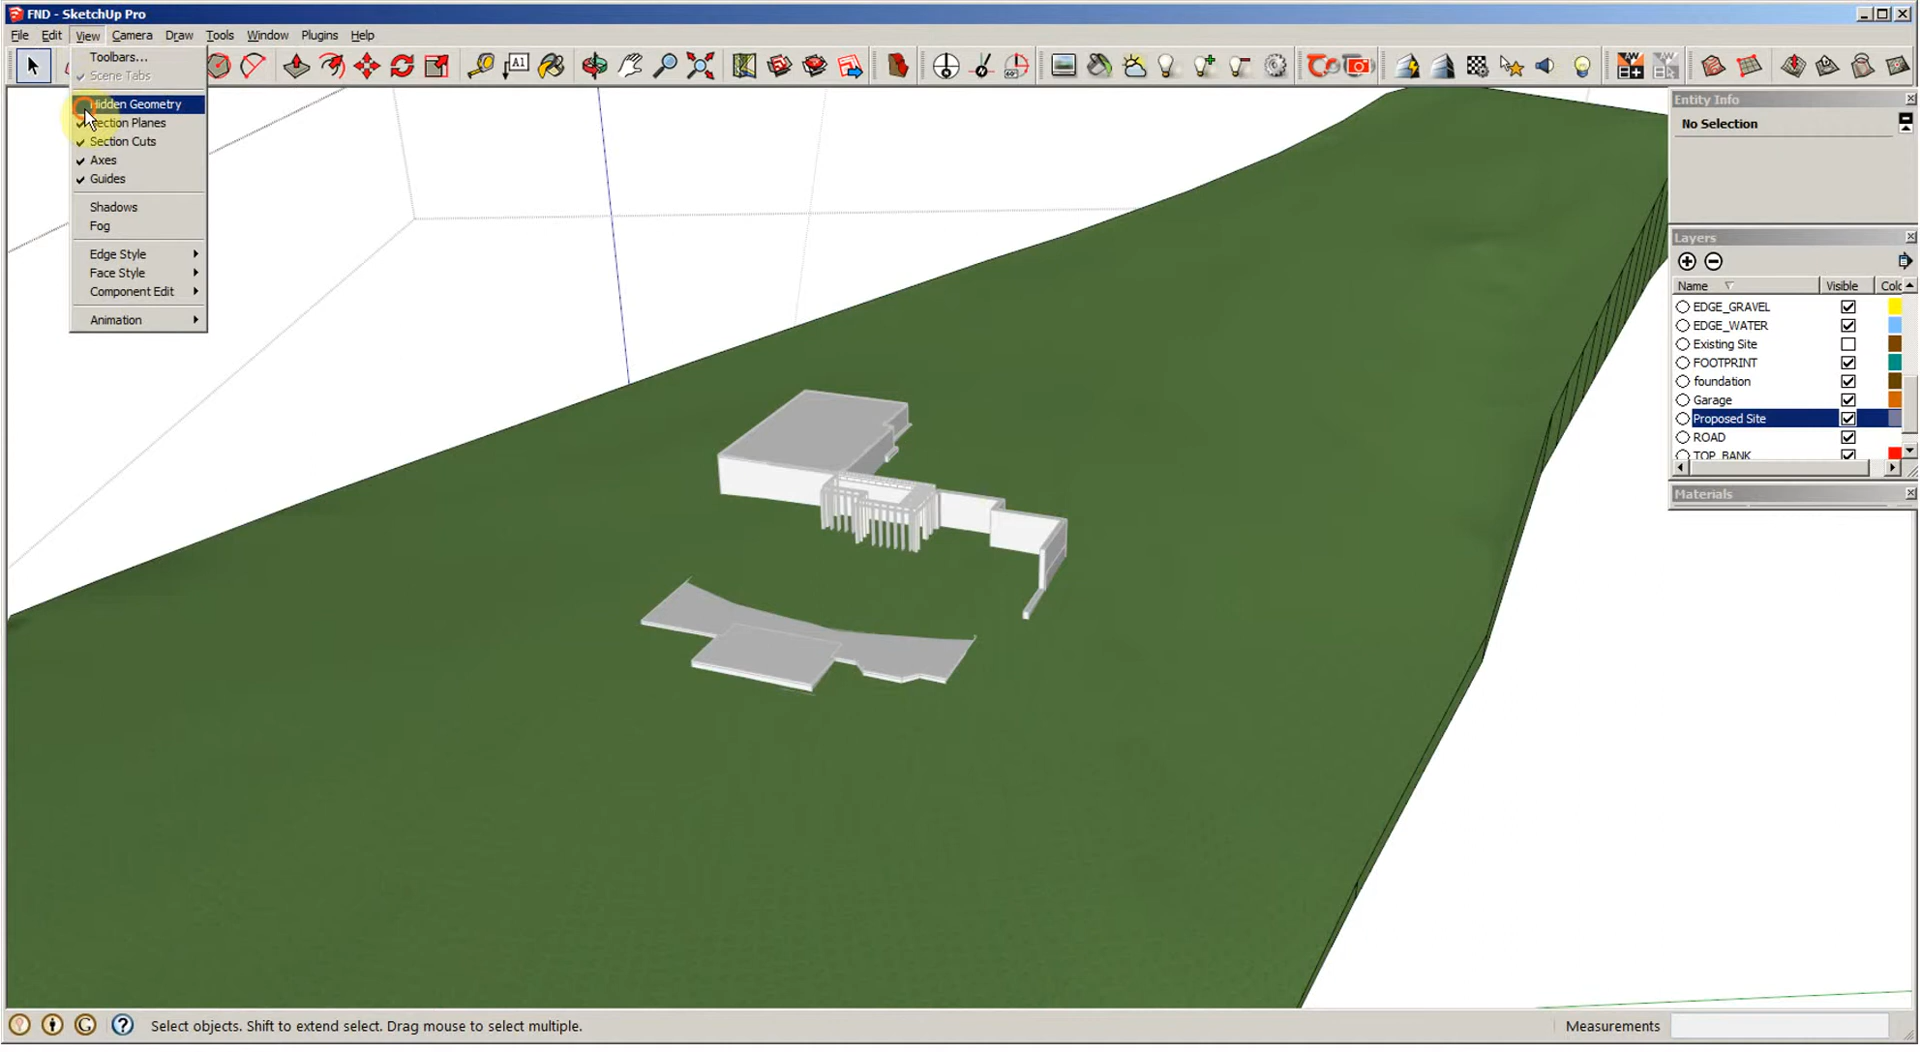 FND - SketchUp Pro
File Edit View Camera Draw Tools Window Plugins Help
Toolbars...
Scene Tabs
Hidden Geometry
Section Planes
Section Cuts
Axes
Guides
Shadows
Fog
Edge Style
Face Style
Component Edit
Animation
A1
Entity Info
No Selection
Layers
Name Visible Colc
EDGE_GRAVEL
EDGE_WATER
Existing Site
FOOTPRINT
foundation
Garage
Proposed Site
ROAD
TOP_BANK
Materials
Select objects. Shift to extend select. Drag mouse to select multiple.
Measurements